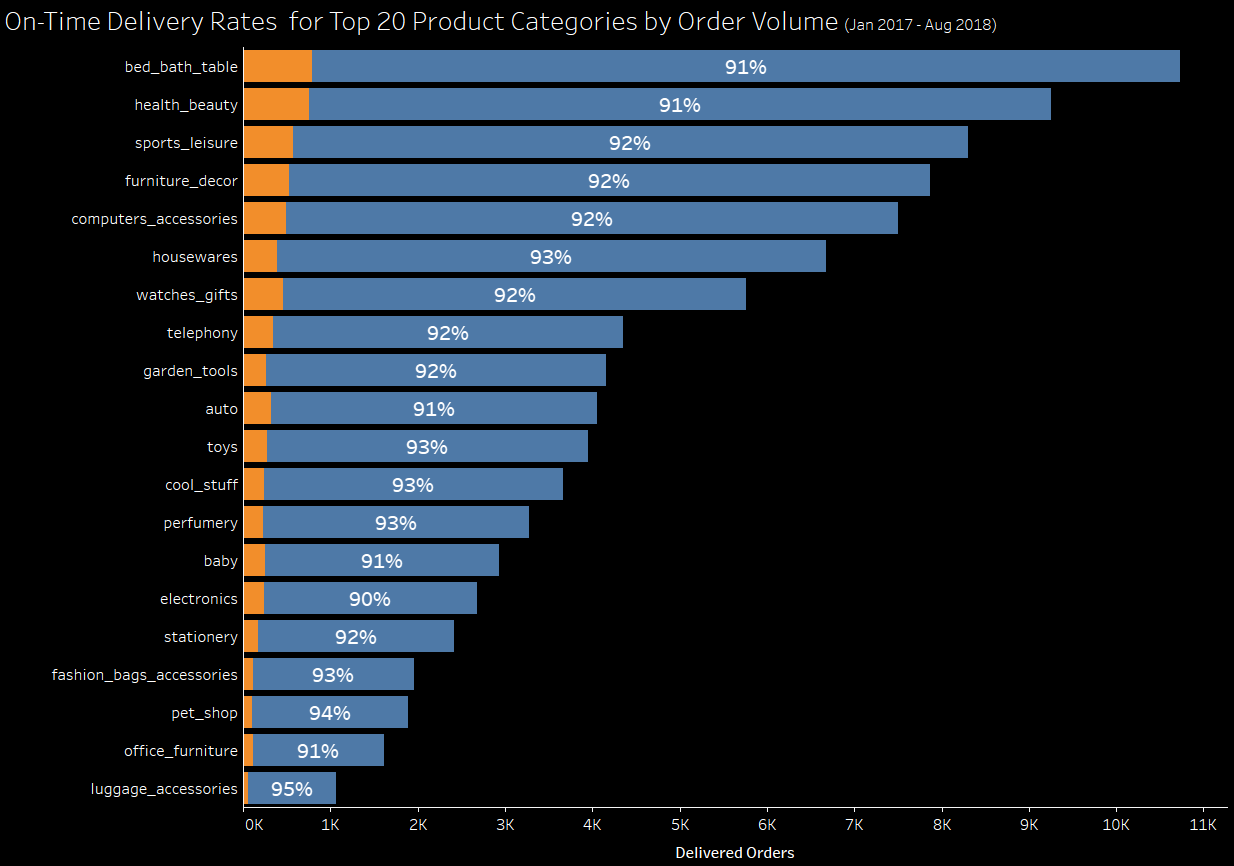 On-Time Delivery Rates  for Top 20 Product Categories by Order Volume (Jan 2017 - Aug 2018)
bed_bath_table 91%
health_beauty 91%
sports_leisure 92%
furniture_decor 92%
computers_accessories 92%
housewares 93%
watches_gifts 92%
telephony 92%
garden_tools 92%
auto 91%
toys 93%
cool_stuff 93%
perfumery 93%
baby 91%
electronics 90%
stationery 92%
fashion_bags_accessories 93%
pet_shop 94%
office_furniture 91%
luggage_accessories 95%
0K 1K 2K 3K 4K 5K 6K 7K 8K 9K 10K 11K
Delivered Orders